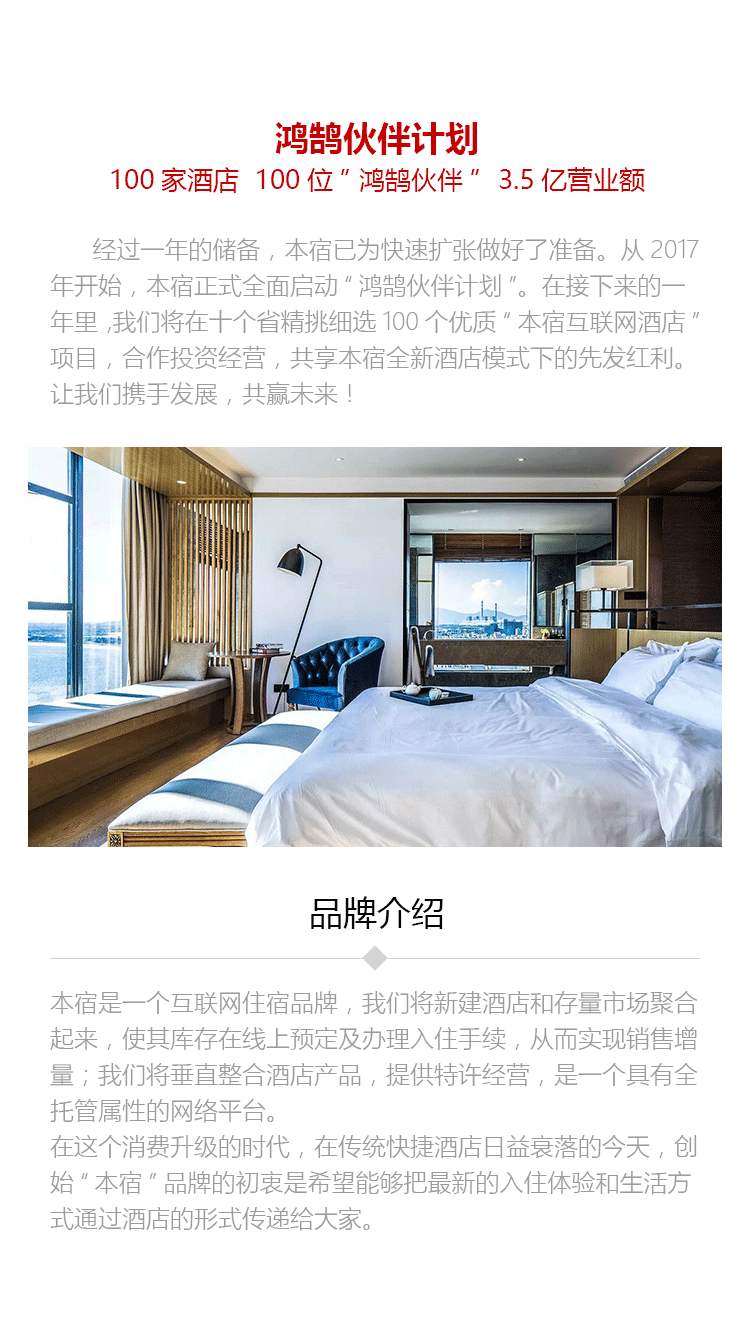 鸿鹄伙伴计划
100 家酒店 100 位 " 鸿鹄伙伴 " 3.5 亿营业额
经过一年的储备，本宿已为快速扩张做好了准备。从 2017
年开始，本宿正式全面启动 " 鸿鹄伙伴计划 "。在接下来的一
年里 ,我们将在十个省精挑细选 100 个优质 " 本宿互联网酒店 "
项目，合作投资经营，共享本宿全新酒店模式下的先发红利。
让我们携手发展，共赢未来！
品牌介绍
本宿是一个互联网住宿品牌，我们将新建酒店和存量市场聚合
起来，使其库存在线上预定及办理入住手续，从而实现销售增
量；我们将垂直整合酒店产品，提供特许经营，是一个具有全
托管属性的网络平台。
在这个消费升级的时代，在传统快捷酒店日益衰落的今天，创
始 " 本宿 " 品牌的初衷是希望能够把最新的入住体验和生活方
式通过酒店的形式传递给大家。